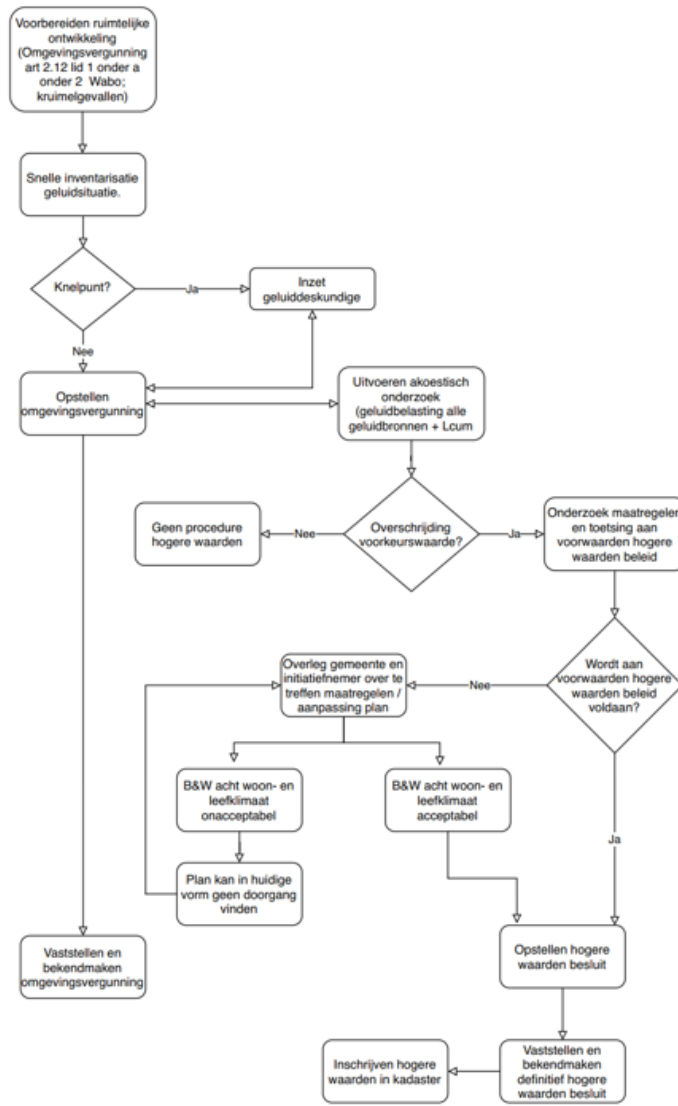 Voorbereiden ruimtelijke
ontwikkeling
(Omgevingsvergunning
art 2.12 lid 1 onder a
onder 2 Wabo;
kruimelgevallen)
Snelle inventarisatie
geluidsituatie.
Knelpunt?
Ja
Inzet
geluiddeskundige
Nee
Opstellen
omgevingsvergunning
Uitvoeren akoestisch
onderzoek
(geluidbelasting alle
geluidbronnen + Lcum
Geen procedure
hogere waarden
Nee
Overschrijding
voorkeurswaarde?
Ja
Onderzoek maatregelen
en toetsing aan
voorwaarden hogere
waarden beleid
Overleg gemeente en
initiatiefnemer over te
treffen maatregelen /
aanpassing plan
Nee
Wordt aan
voorwaarden hogere
waarden beleid
voldaan?
B&W acht woon- en
leefklimaat
onacceptabel
B&W acht woon- en
leefklimaat
acceptabel
Ja
Plan kan in huidige
vorm geen doorgang
vinden
Vaststellen en
bekendmaken
omgevingsvergunning
Opstellen hogere
waarden besluit
Inschrijven hogere
waarden in kadaster
Vaststellen en
bekendmaken
definitief hogere
waarden besluit